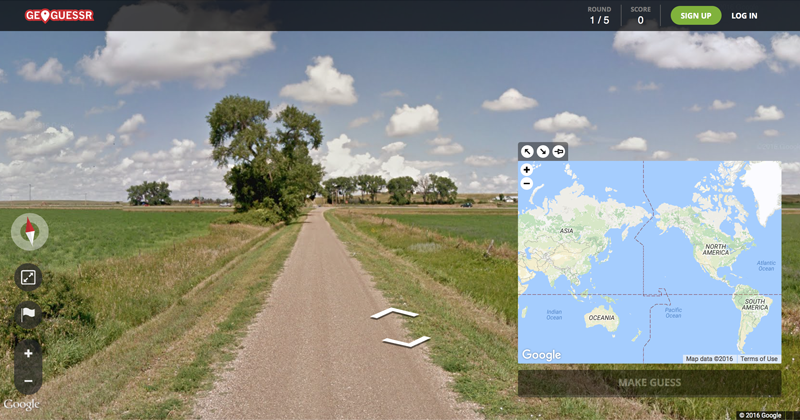 GEOGUESSR
ROUND
1 / 5
SCORE
0
SIGN UP
LOG IN
ASIA
NORTH
AMERICA
Atlantic
Ocean
Indian
Ocean
OCEANIA
Pacific
Ocean
SOUTH
AMERICA
Google
Map data ©2016
Terms of Use
MAKE GUESS
Google
© 2016 Google